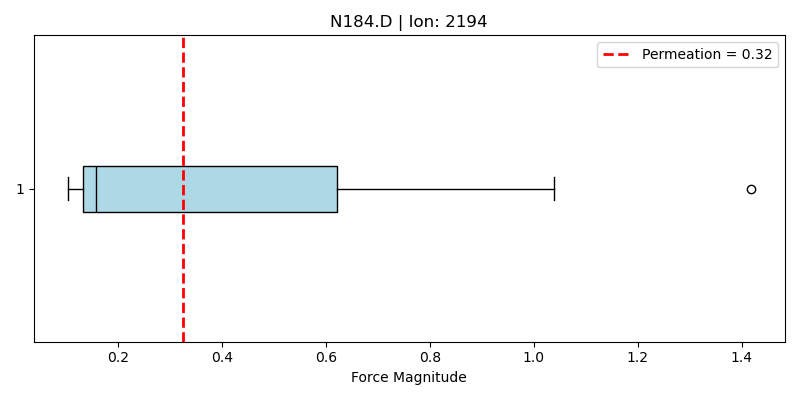 N184.D | Ion: 2194
Permeation = 0.32
1
0.2 0.4 0.6 0.8 1.0 1.2 1.4
Force Magnitude